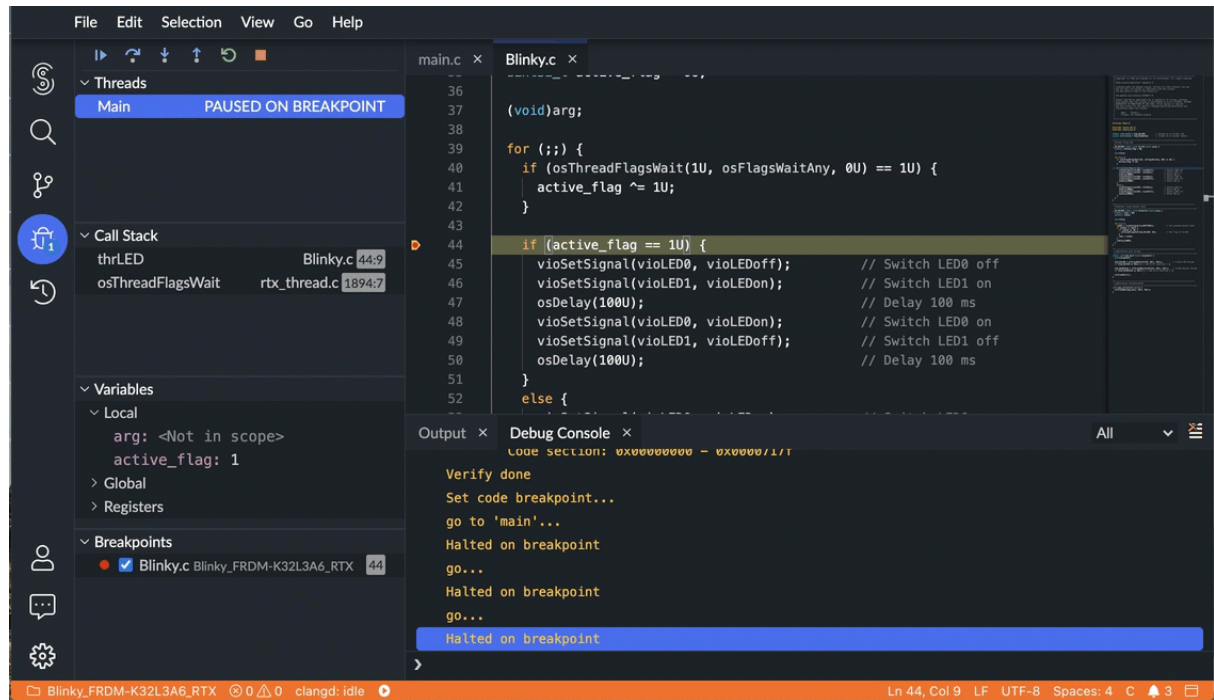 File Edit Selection View Go Help
Threads
Main PAUSED ON BREAKPOINT
Call Stack
thrLED Blinky.c 44:9
osThreadFlagsWait rtx_thread.c 1894:7
Variables
Local
arg: <Not in scope>
active_flag: 1
Global
Registers
Breakpoints
Blinky.c Blinky_FRDM-K32L3A6_RTX 44
1
main.c × Blinky.c ×
36
37 (void)arg;
38
39 for (;;) {
40 if (osThreadFlagsWait(1U, osFlagsWaitAny, 0U) == 1U) {
41 active_flag ^= 1U;
42 }
43
44 if (active_flag == 1U) {
45 vioSetSignal(vioLED0, vioLEDoff); // Switch LED0 off
46 vioSetSignal(vioLED1, vioLEDon); // Switch LED1 on
47 osDelay(100U); // Delay 100 ms
48 vioSetSignal(vioLED0, vioLEDon); // Switch LED0 on
49 vioSetSignal(vioLED1, vioLEDoff); // Switch LED1 off
50 osDelay(100U); // Delay 100 ms
51 }
52 else {
Output × Debug Console × All
Code section: 0x00000000 - 0x0000717f
Verify done
Set code breakpoint...
go to 'main'...
Halted on breakpoint
go...
Halted on breakpoint
go...
Halted on breakpoint
❯
Blinky_FRDM-K32L3A6_RTX 0 0 clangd: idle Ln 44, Col 9 LF UTF-8 Spaces: 4 C 3